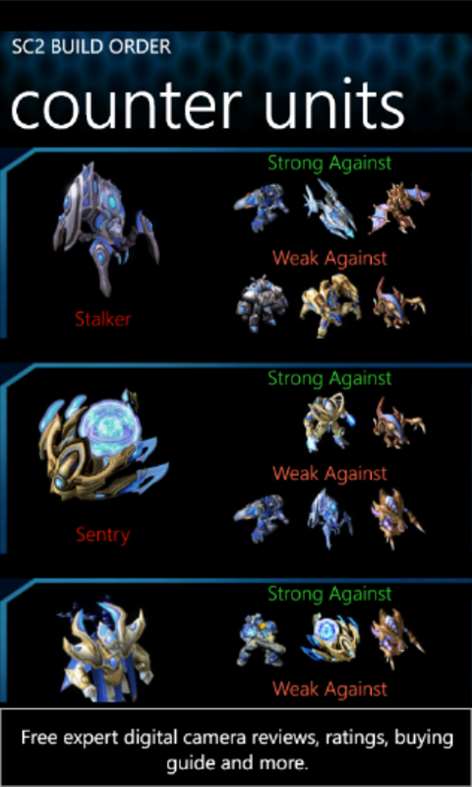 SC2 BUILD ORDER
counter units
Strong Against
Weak Against
Stalker
Strong Against
Weak Against
Sentry
Strong Against
Weak Against
Free expert digital camera reviews, ratings, buying
guide and more.